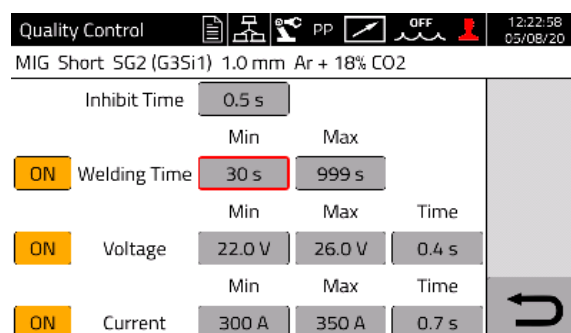 Quality Control PP OFF 12:22:58
05/08/20
MIG Short SG2 (G3Si1) 1.0 mm Ar + 18% CO2
Inhibit Time 0.5 s
Min Max
ON Welding Time 30 s 999 s
Min Max Time
ON Voltage 22.0 V 26.0 V 0.4 s
Min Max Time
ON Current 300 A 350 A 0.7 s